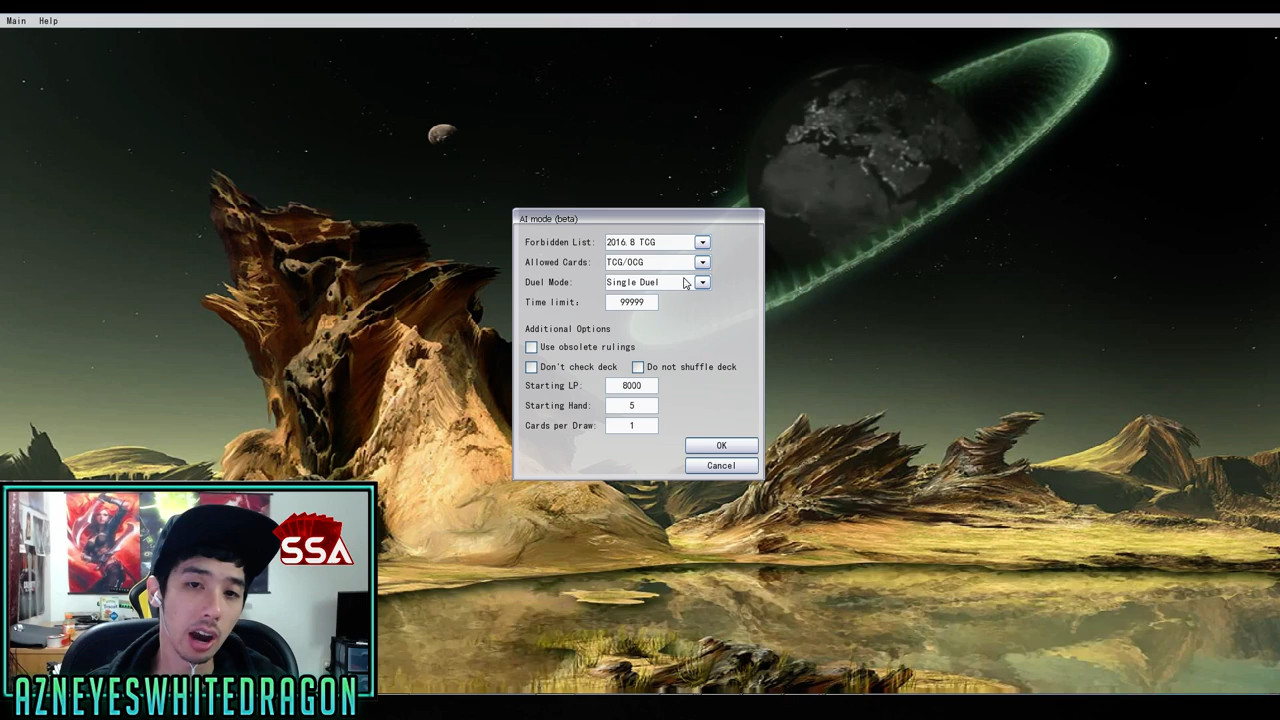 Main Help
AI mode (beta)
Forbidden List: 2016.8 TCG
Allowed Cards: TCG/OCG
Duel Mode: Single Duel
Time limit: 99999
Additional Options
Use obsolete rulings
Don't check deck Do not shuffle deck
Starting LP: 8000
Starting Hand: 5
Cards per Draw: 1
OK
Cancel
SSA
AZNEYESWHITEDRAGON